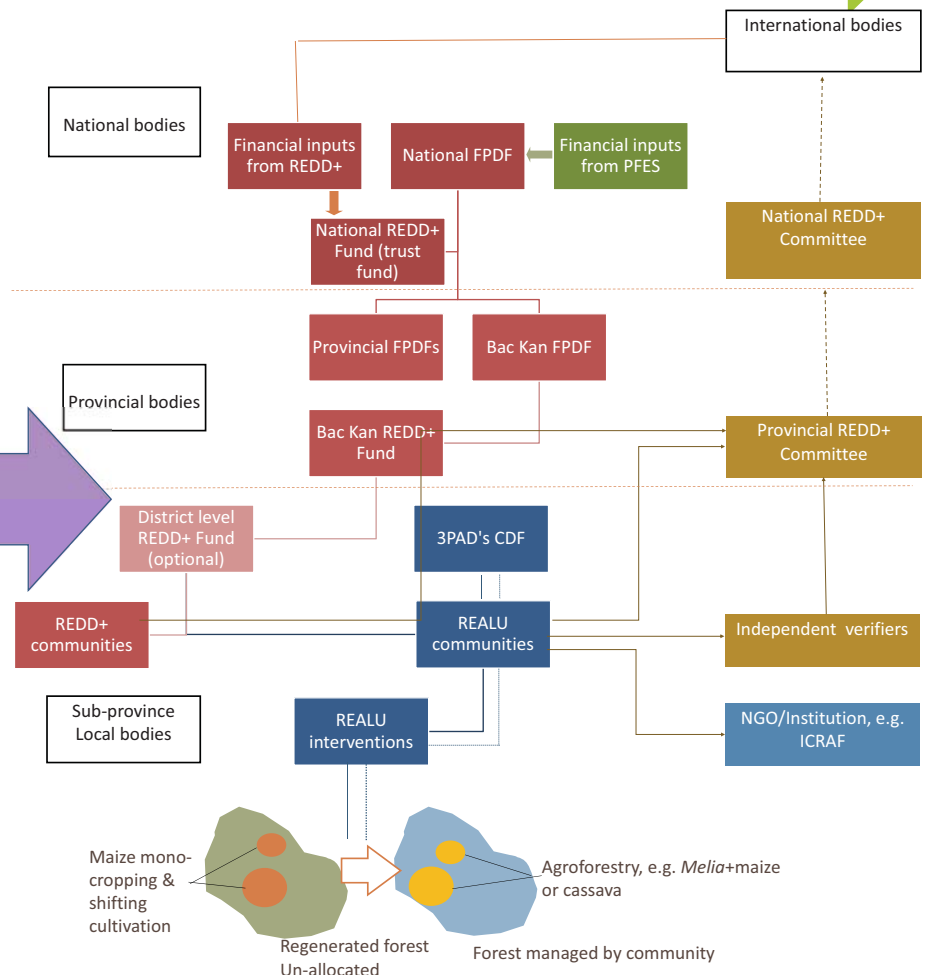 International bodies
National bodies
Financial inputs
from REDD+
National FPDF
Financial inputs
from PFES
National REDD+
Fund (trust
fund)
National REDD+
Committee
Provincial FPDFs
Bac Kan FPDF
Provincial bodies
Bac Kan REDD+
Fund
Provincial REDD+
Committee
District level
REDD+ Fund
(optional)
3PAD's CDF
REDD+
communities
REALU
communities
Independent verifiers
Sub-province
Local bodies
REALU
interventions
NGO/Institution, e.g.
ICRAF
Maize mono-
cropping &
shifting
cultivation
Agroforestry, e.g. Melia+maize
or cassava
Regenerated forest
Un-allocated
Forest managed by community